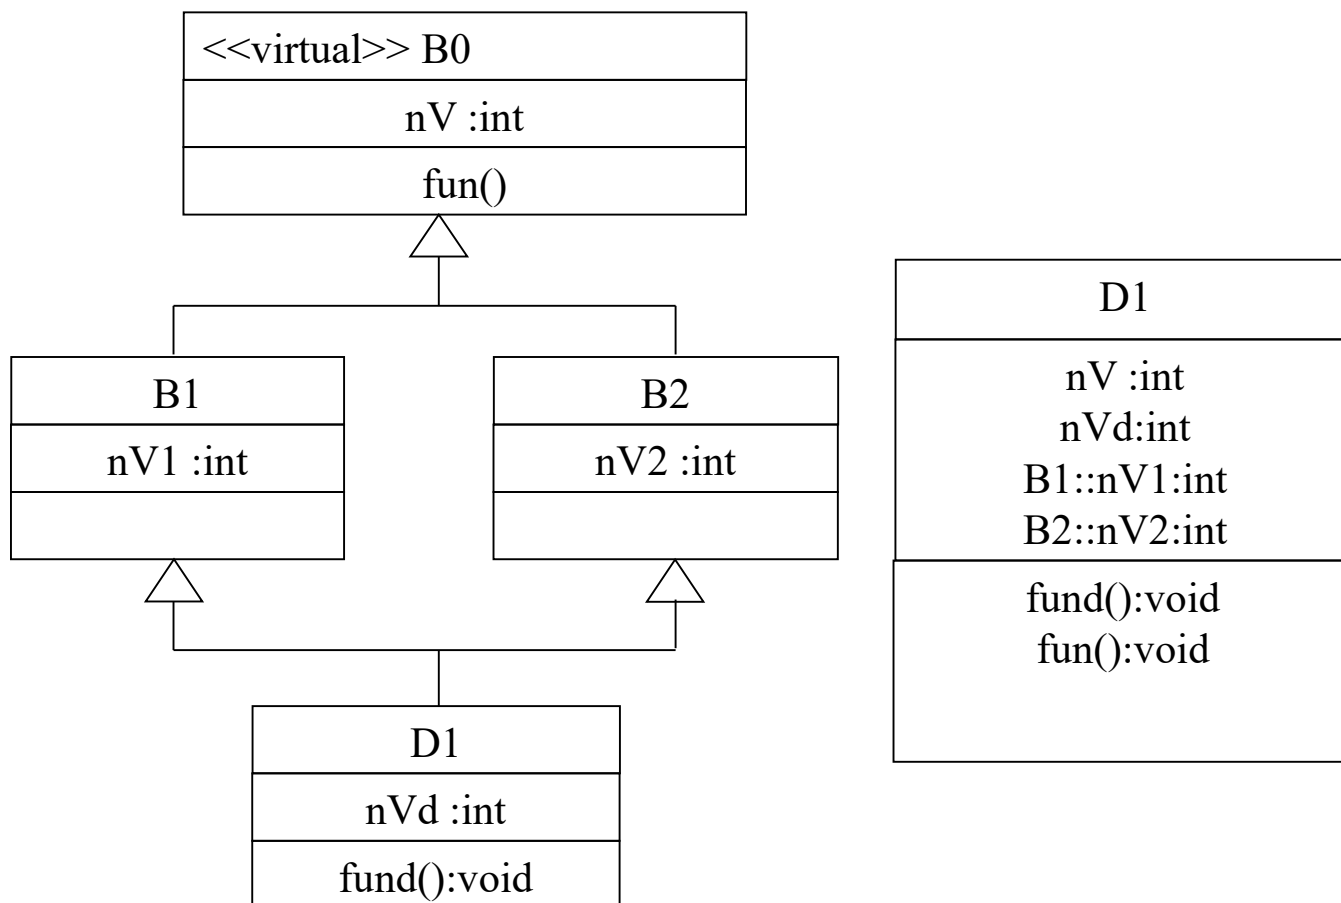 <<virtual>> B0
nV :int
fun()
B1
nV1 :int
B2
nV2 :int
D1
nVd :int
fund():void
D1
nV :int
nVd:int
B1::nV1:int
B2::nV2:int
fund():void
fun():void